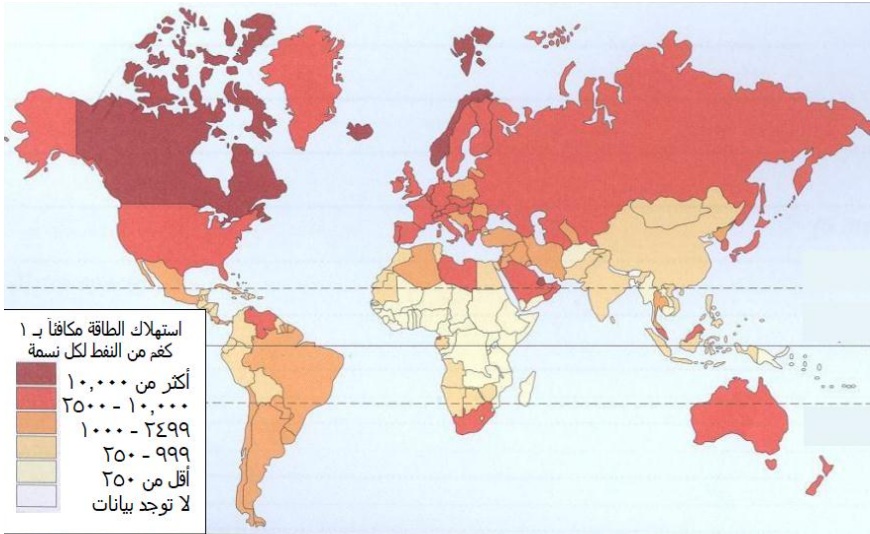 استهلاك الطاقة مكافئاً بـ ١
كغم من النفط لكل نسمة
أكثر من ١٠,٠٠٠
٢٥٠٠ - ١٠,٠٠٠
١٠٠٠ - ٢٤٩٩
٢٥٠ - ٩٩٩
أقل من ٢٥٠
لا توجد بيانات